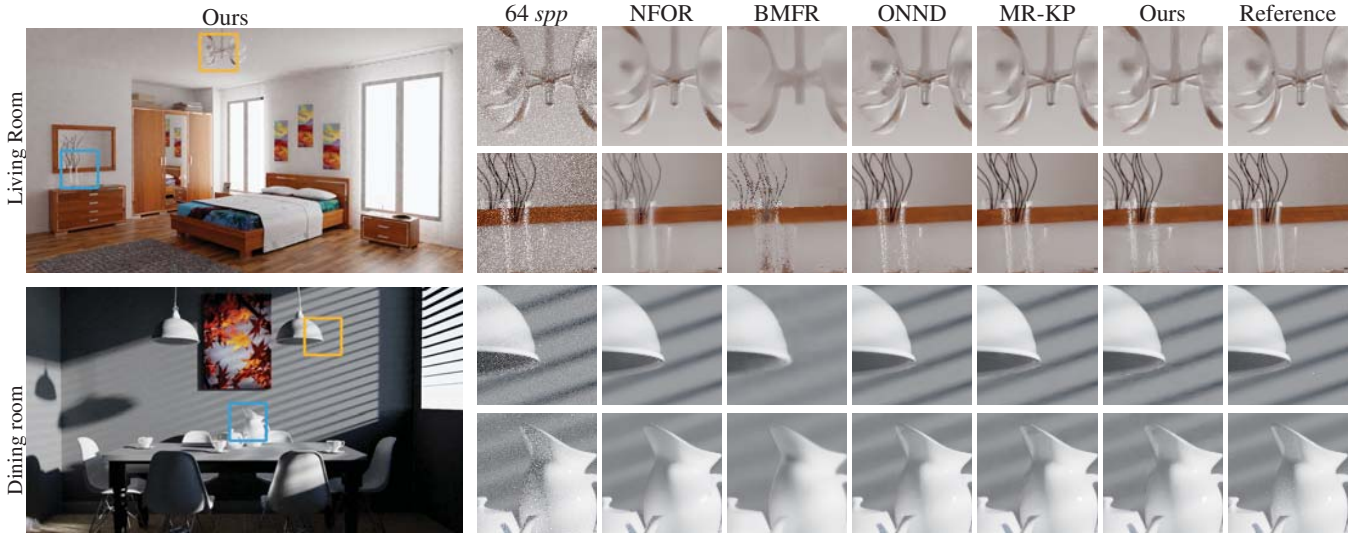 Ours 64 spp NFOR BMFR ONND MR-KP Ours Reference
Living Room
Dining room